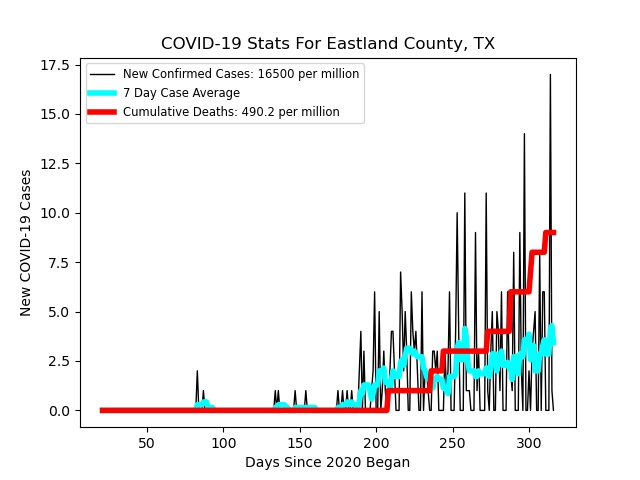 COVID-19 Stats For Eastland County, TX
New Confirmed Cases: 16500 per million
7 Day Case Average
Cumulative Deaths: 490.2 per million
New COVID-19 Cases
17.5
15.0
12.5
10.0
7.5
5.0
2.5
0.0
50 100 150 200 250 300
Days Since 2020 Began